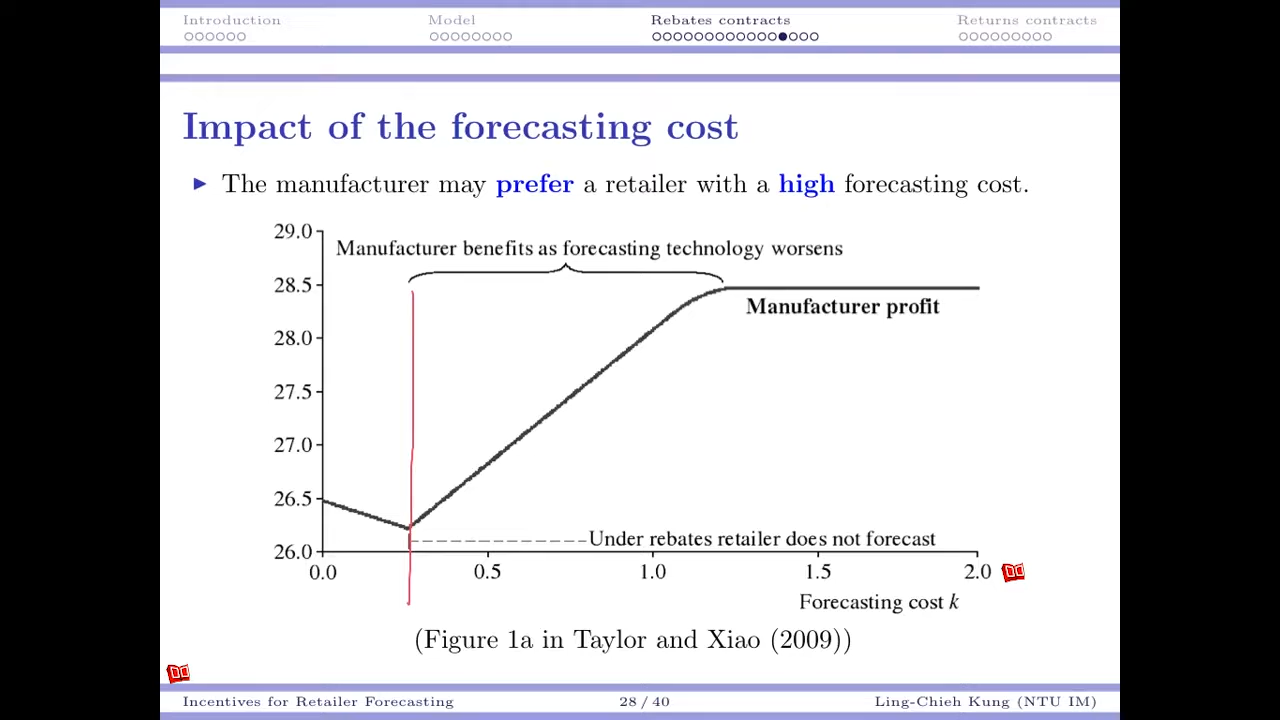 Introduction Model Rebates contracts Returns contracts
Impact of the forecasting cost
The manufacturer may prefer a retailer with a high forecasting cost.
29.0
Manufacturer benefits as forecasting technology worsens
28.5
Manufacturer profit
28.0
27.5
27.0
26.5
Under rebates retailer does not forecast
26.0
0.0 0.5 1.0 1.5 2.0
Forecasting cost k
(Figure 1a in Taylor and Xiao (2009))
Incentives for Retailer Forecasting 28 / 40 Ling-Chieh Kung (NTU IM)